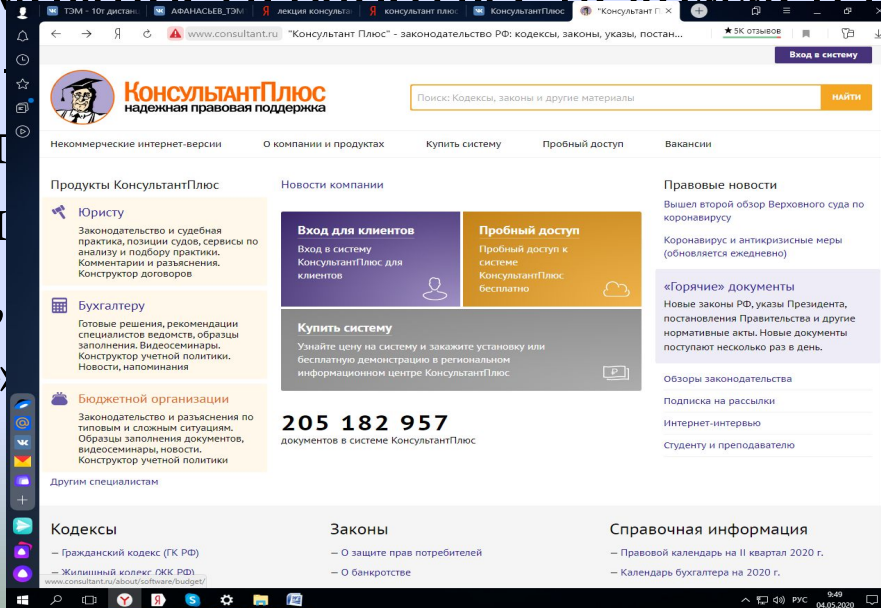 ТЭМ - 10т дистанц
АФАНАСЬЕВ_ТЭМ
лекция консультан
консультант плюс
КонсультантПлюс
"Консультант П
www.consultant.ru
"Консультант Плюс" - законодательство РФ: кодексы, законы, указы, постан...
★5K отзывов
Вход в систему
КонсультантПлюс
надежная правовая поддержка
Поиск: Кодексы, законы и другие материалы
НАЙТИ
Некоммерческие интернет-версии
О компании и продуктах
Купить систему
Пробный доступ
Вакансии
Продукты КонсультантПлюс
Юристу
Законодательство и судебная
практика, позиции судов, сервисы по
анализу и подбору практики.
Комментарии и разъяснения.
Конструктор договоров
Бухгалтеру
Готовые решения, рекомендации
специалистов ведомств, образцы
заполнения. Видеосеминары.
Конструктор учетной политики.
Новости, напоминания
Бюджетной организации
Законодательство и разъяснения по
типовым и сложным ситуациям.
Образцы заполнения документов,
видеосеминары, новости.
Конструктор учетной политики
Другим специалистам
Новости компании
Вход для клиентов
Вход в систему
КонсультантПлюс для
клиентов
Пробный доступ
Пробный доступ к
системе
КонсультантПлюс
бесплатно
Купить систему
Узнайте цену на систему и закажите установку или
бесплатную демонстрацию в региональном
информационном центре КонсультантПлюс
205 182 957
документов в системе КонсультантПлюс
Правовые новости
Вышел второй обзор Верховного суда по
коронавирусу
Коронавирус и антикризисные меры
(обновляется ежедневно)
«Горячие» документы
Новые законы РФ, указы Президента,
постановления Правительства и другие
нормативные акты. Новые документы
поступают несколько раз в день.
Обзоры законодательства
Подписка на рассылки
Интернет-интервью
Студенту и преподавателю
Кодексы
— Гражданский кодекс (ГК РФ)
— Жилищный кодекс (ЖК РФ)
Законы
— О защите прав потребителей
— О банкротстве
Справочная информация
— Правовой календарь на II квартал 2020 г.
— Календарь бухгалтера на 2020 г.
www.consultant.ru/about/software/budget/
РУС
9:49
04.05.2020